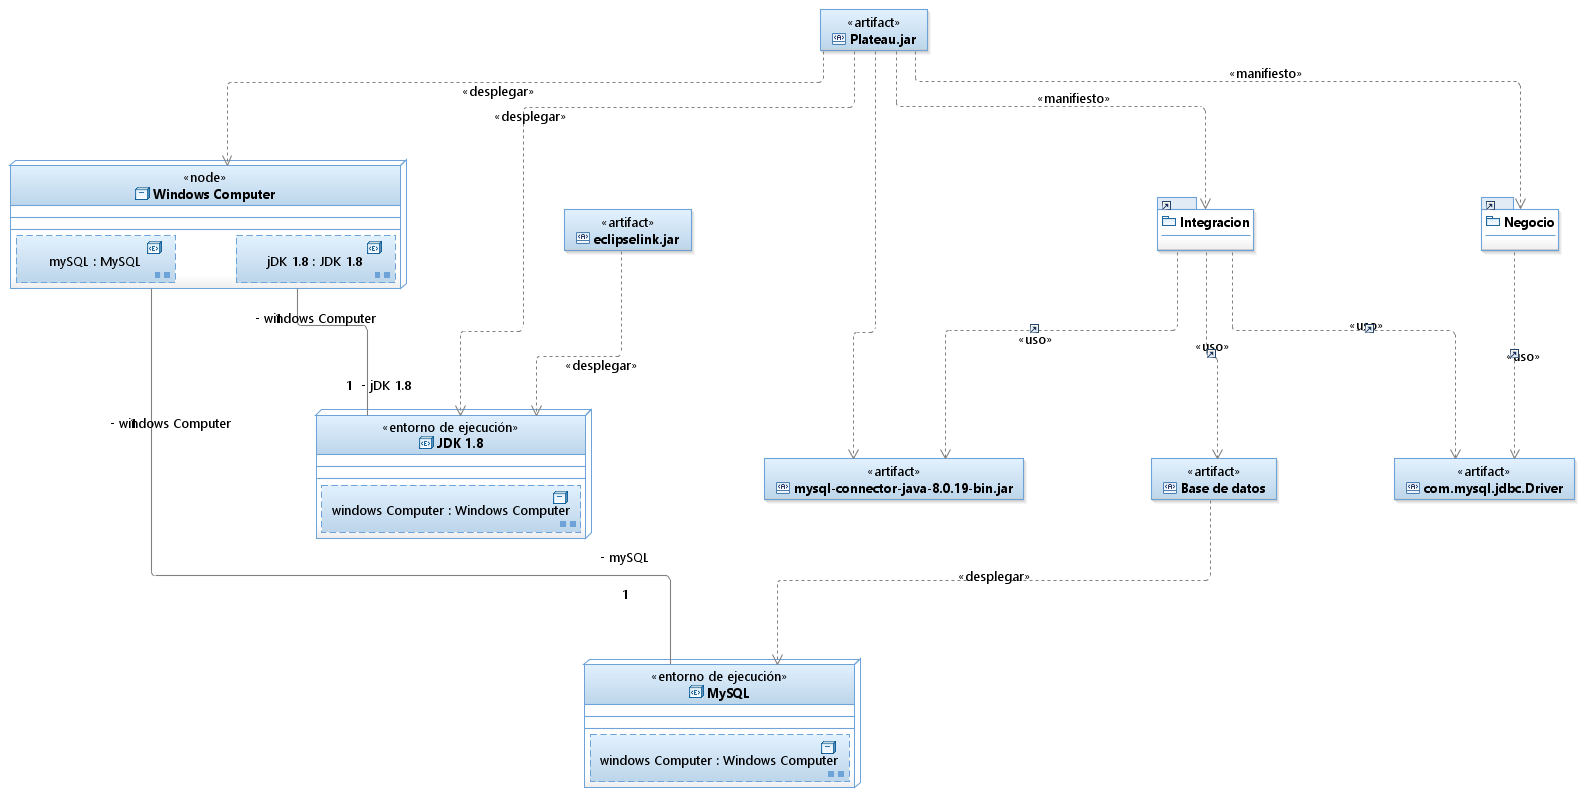 «artifact»
Plateau.jar
«manifiesto»
«desplegar»
«manifiesto»
«desplegar»
«node»
Windows Computer
mySQL : MySQL
jDK 1.8 : JDK 1.8
«artifact»
eclipselink.jar
Integracion
Negocio
- windows Computer
1
«uso»
«uso»
«uso»
«uso»
«desplegar»
1
- jDK 1.8
- windows Computer
1
«entorno de ejecución»
JDK 1.8
windows Computer : Windows Computer
«artifact»
mysql-connector-java-8.0.19-bin.jar
«artifact»
Base de datos
«artifact»
com.mysql.jdbc.Driver
- mySQL
1
«desplegar»
«entorno de ejecución»
MySQL
windows Computer : Windows Computer